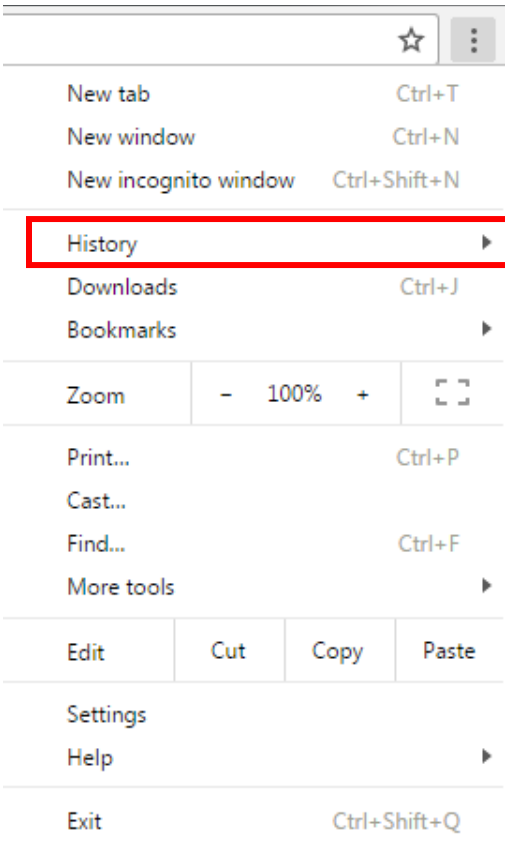 New tab Ctrl+T
New window Ctrl+N
New incognito window Ctrl+Shift+N
History
Downloads Ctrl+J
Bookmarks
Zoom - 100% +
Print... Ctrl+P
Cast...
Find... Ctrl+F
More tools
Edit Cut Copy Paste
Settings
Help
Exit Ctrl+Shift+Q